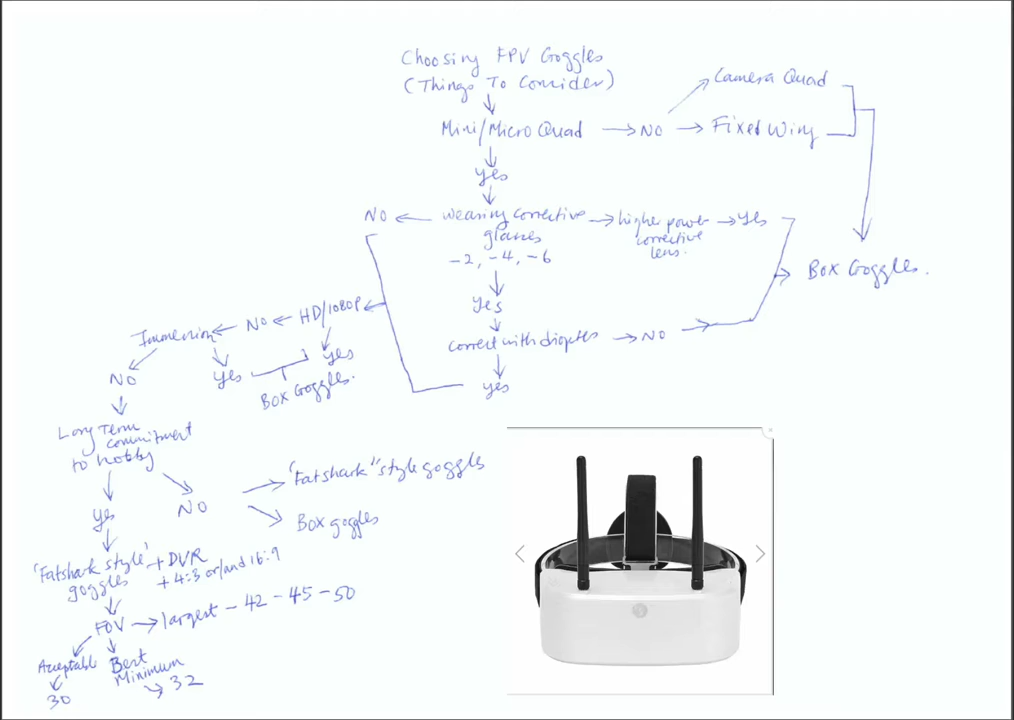 Choosing FPV Goggles
(Things To Consider)
Mini/Micro Quad
NO
Camera Quad
Fixed Wing
yes
NO
wearing corrective
glasses
-2, -4, -6
higher power
corrective
lens.
yes
Box Goggles.
yes
correct with diopters
NO
yes
HD/1080P
NO
Immersion
yes
yes
Box Goggles.
NO
Long Term
commitment
to hobby
NO
'Fatshark" style goggles
Box goggles
yes
'Fatshark style'
goggles
+ DVR
+ 4:3 or/and 16:9
FOV
largest - 42 - 45 - 50
Acceptable
30
Best
Minimum
32